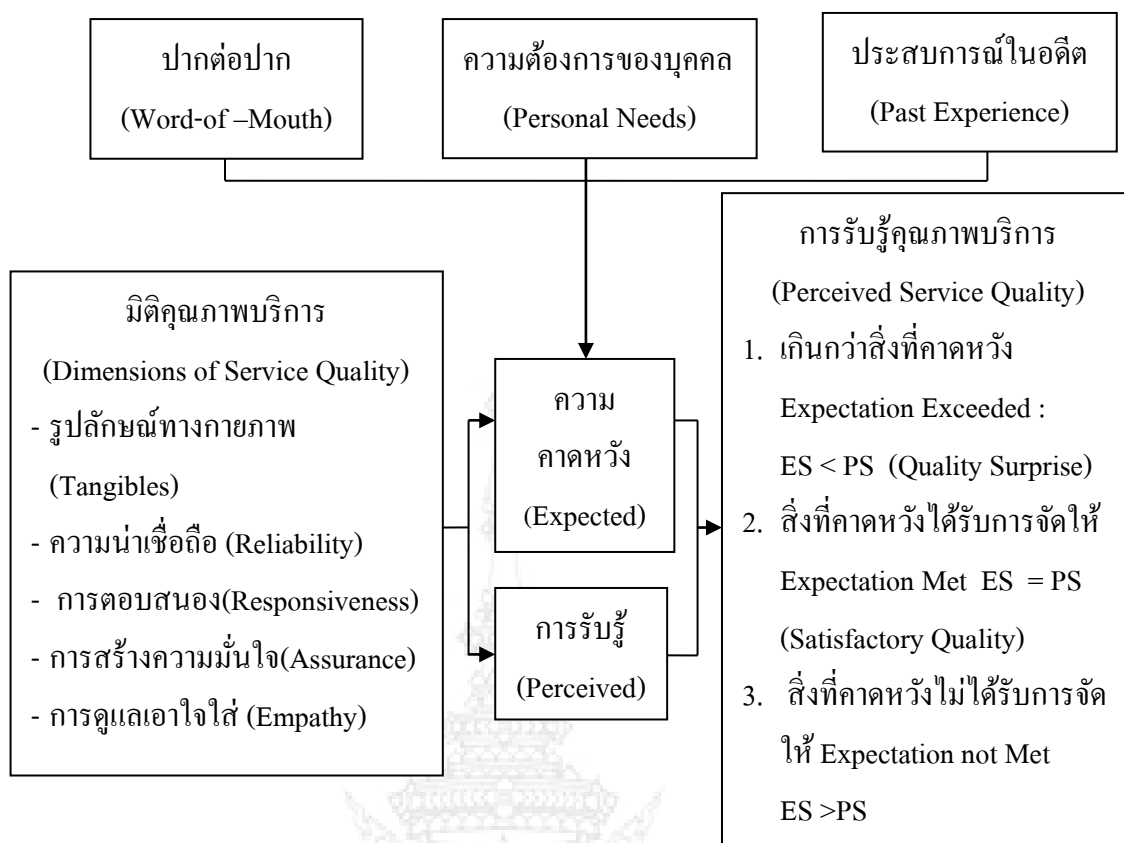 ปากต่อปาก
(Word-of –Mouth)
ความต้องการของบุคคล
(Personal Needs)
ประสบการณ์ในอดีต
(Past Experience)
มิติคุณภาพบริการ
(Dimensions of Service Quality)
- รูปลักษณ์ทางกายภาพ
(Tangibles)
- ความน่าเชื่อถือ (Reliability)
- การตอบสนอง(Responsiveness)
- การสร้างความมั่นใจ(Assurance)
- การดูแลเอาใจใส่ (Empathy)
ความ
คาดหวัง
(Expected)
การรับรู้
(Perceived)
การรับรู้คุณภาพบริการ
(Perceived Service Quality)
1. เกินกว่าสิ่งที่คาดหวัง
Expectation Exceeded :
ES < PS (Quality Surprise)
2. สิ่งที่คาดหวังได้รับการจัดให้
Expectation Met ES = PS
(Satisfactory Quality)
3. สิ่งที่คาดหวังไม่ได้รับการจัด
ให้ Expectation not Met
ES >PS